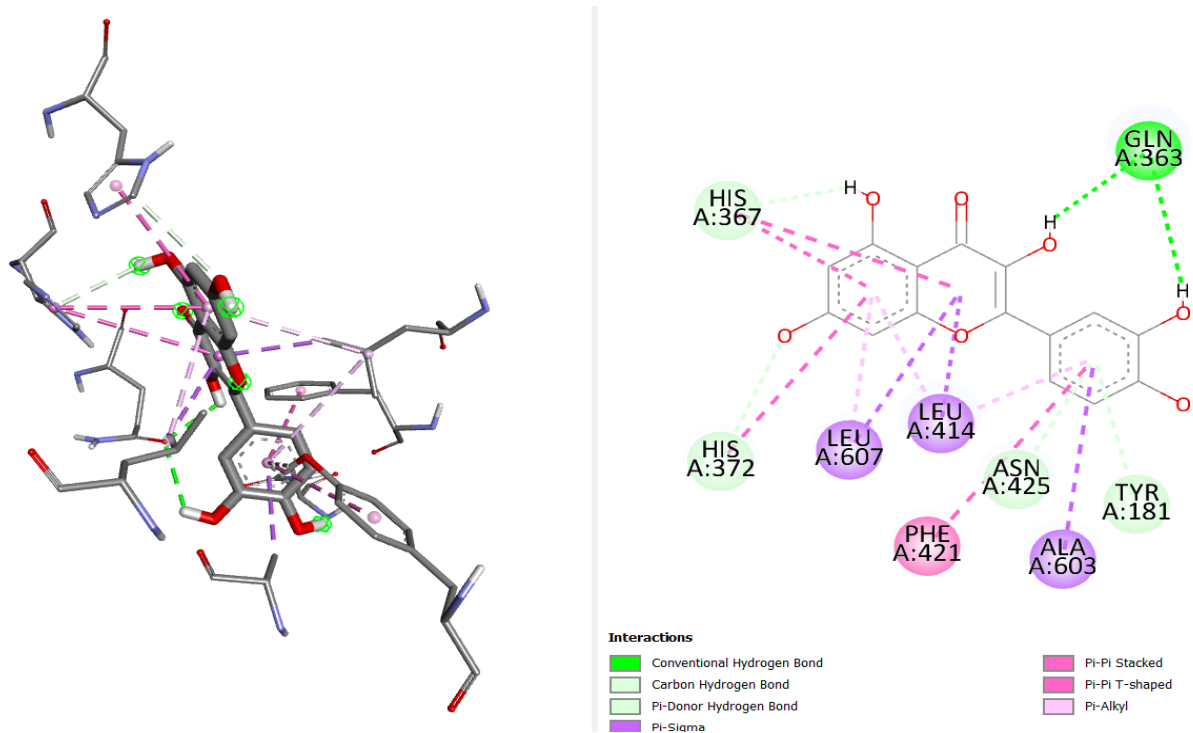 GLN
A:363
H
O
O
H
HIS
A:367
O
H
O
O
O
O
LEU
A:414
HIS
A:372
LEU
A:607
ASN
A:425
TYR
A:181
PHE
A:421
ALA
A:603
Interactions
Conventional Hydrogen Bond
Carbon Hydrogen Bond
Pi-Donor Hydrogen Bond
Pi-Sigma
Pi-Pi Stacked
Pi-Pi T-shaped
Pi-Alkyl